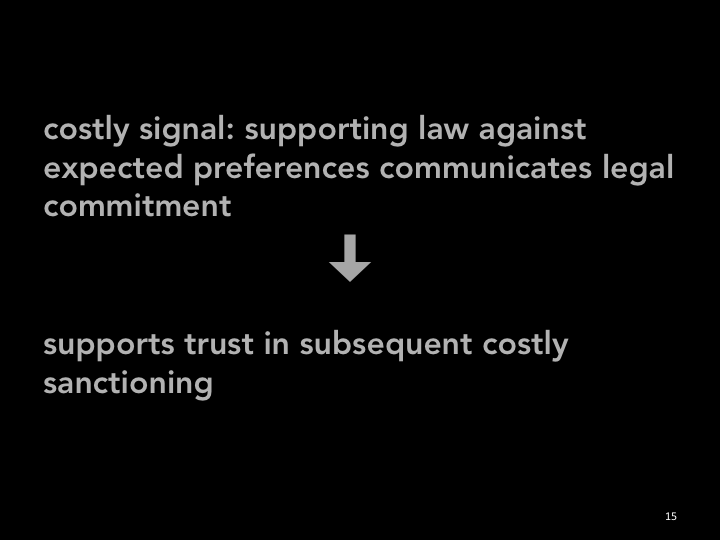 costly signal: supporting law against
expected preferences communicates legal
commitment
supports trust in subsequent costly
sanctioning
15